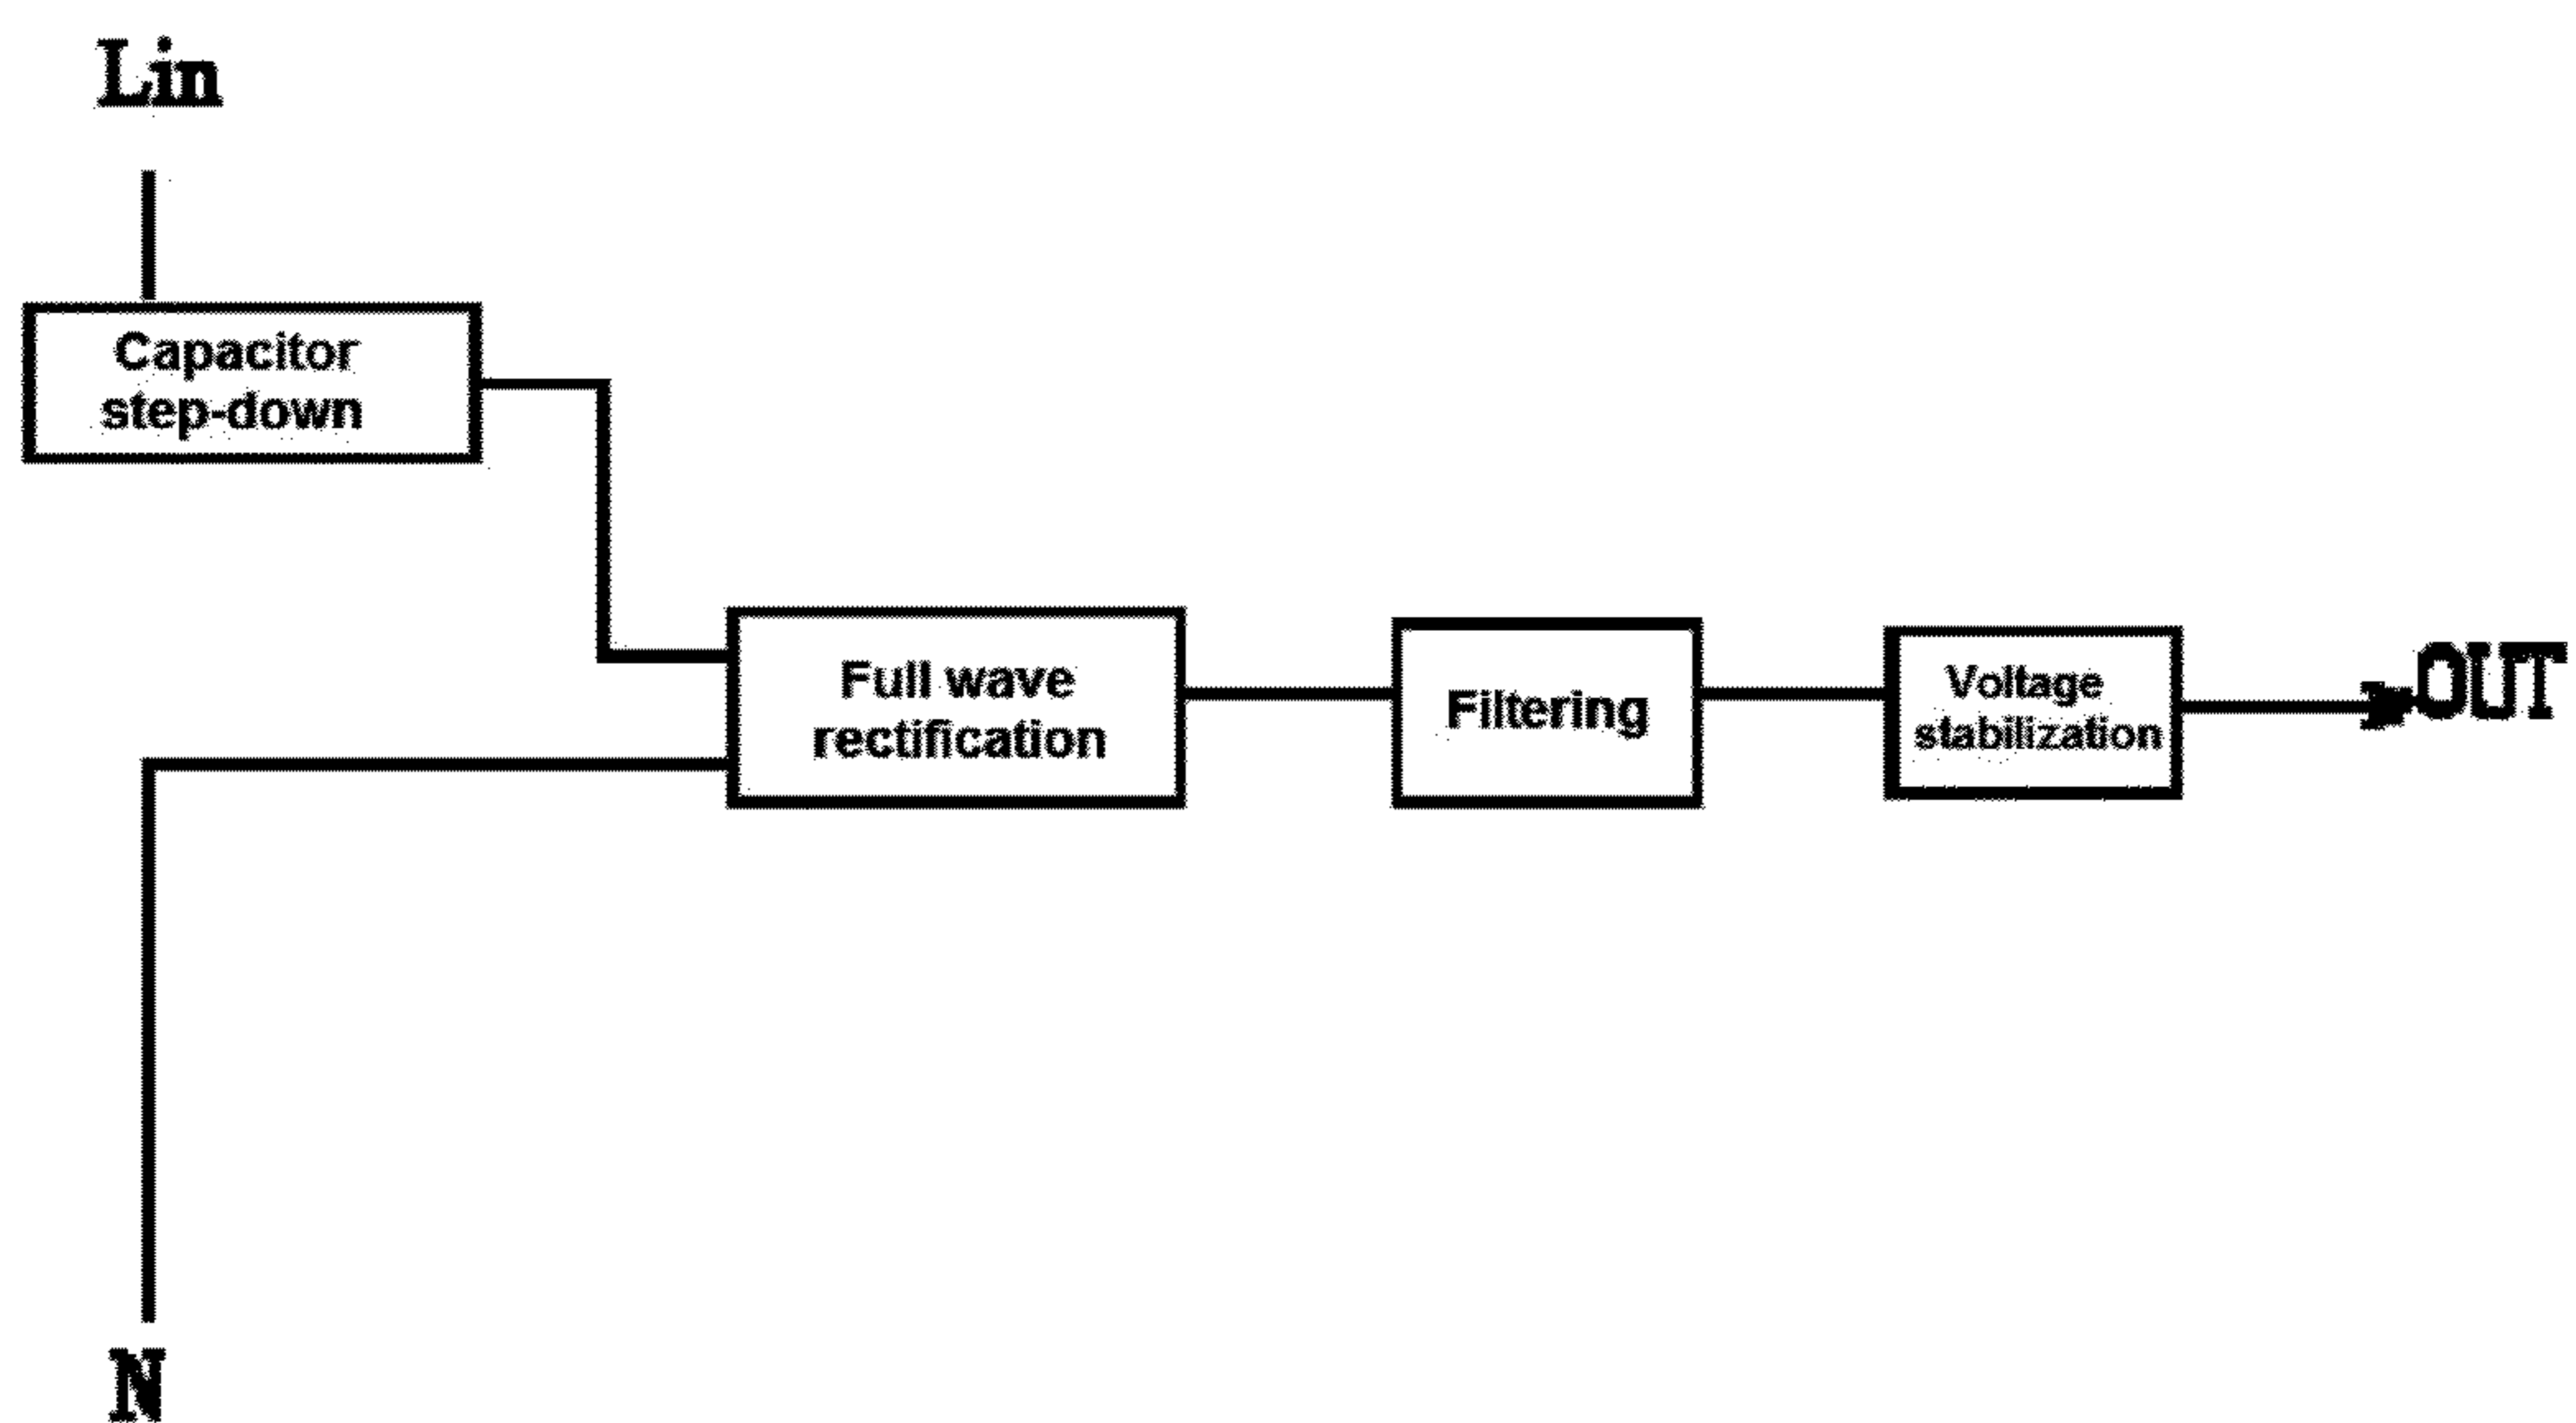 Lin
Capacitor
step-down
Full wave
rectification
Filtering
Voltage
stabilization
OUT
N